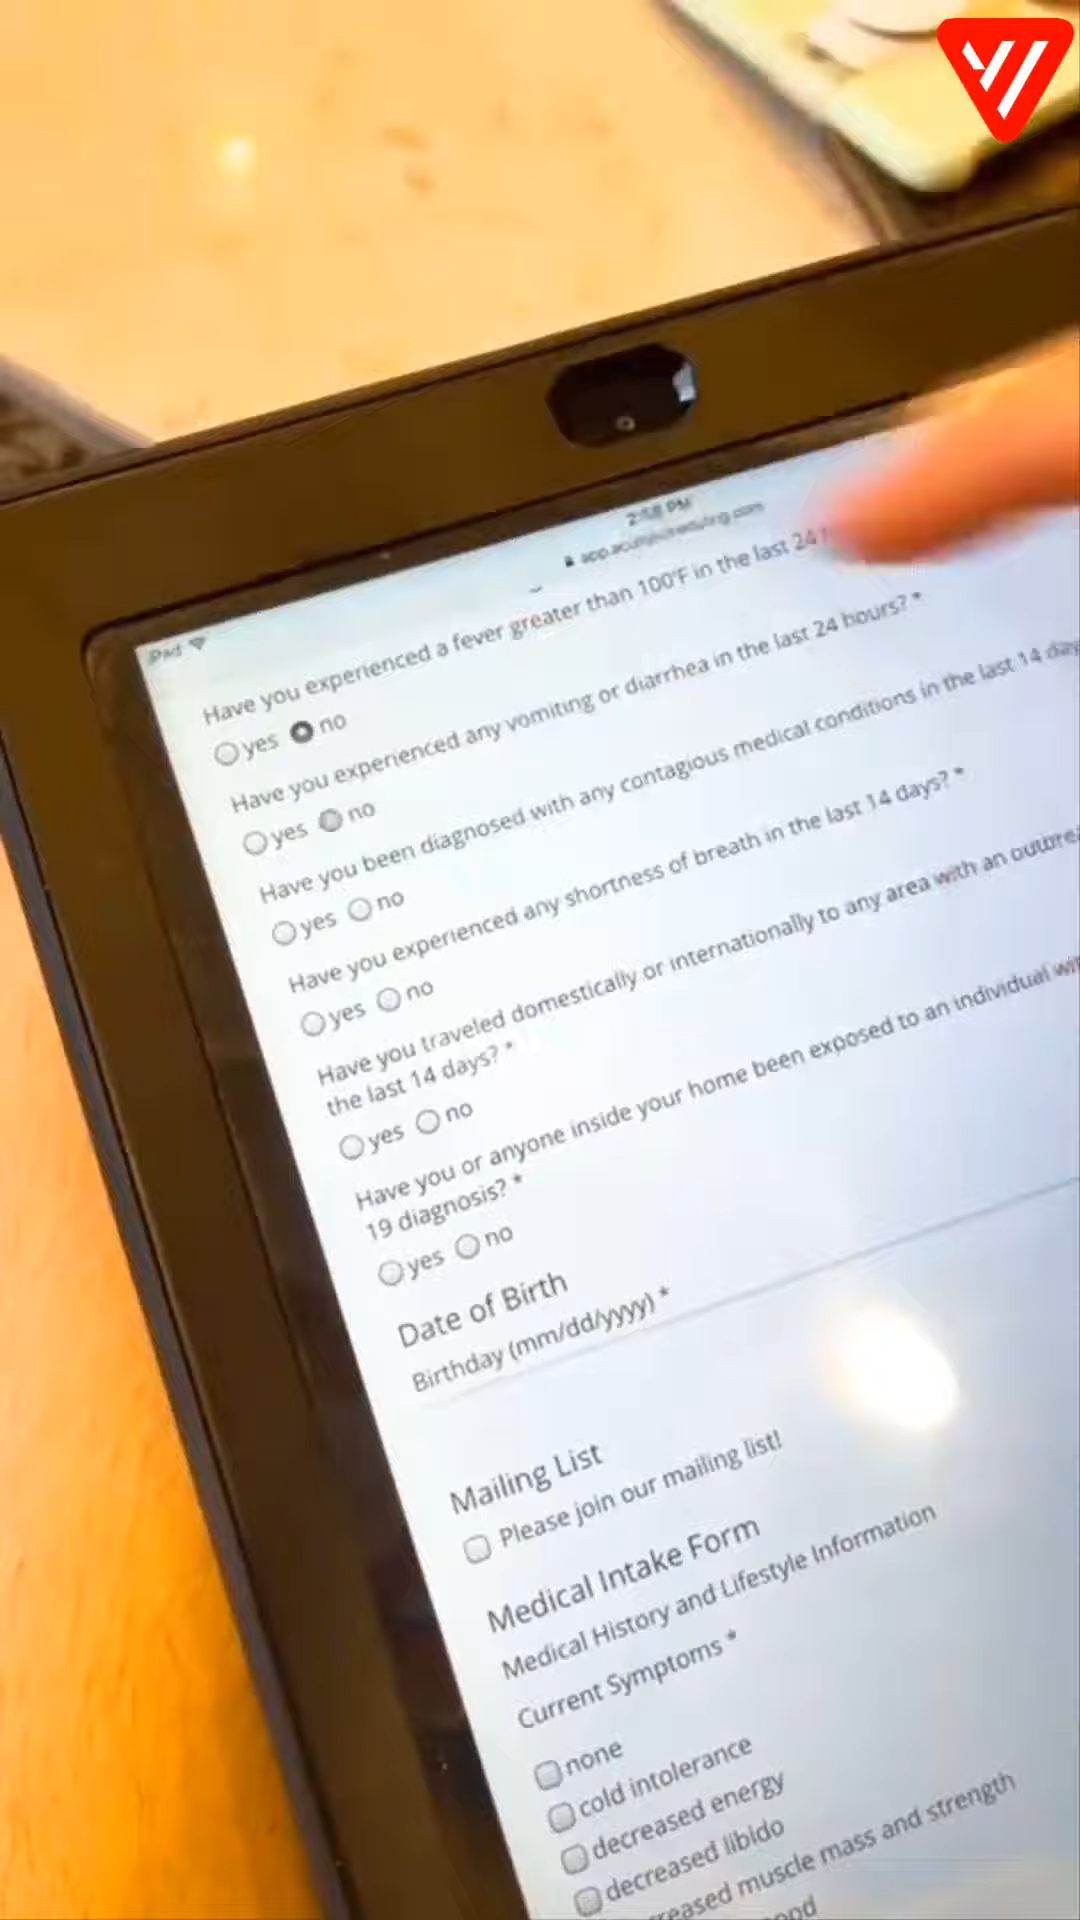 2:58 PM
iPad
Have you experienced a fever greater than 100°F in the last 24
yes no
Have you experienced any vomiting or diarrhea in the last 24 hours? *
yes no
Have you been diagnosed with any contagious medical conditions in the last 14
yes no
Have you experienced any shortness of breath in the last 14 days? *
yes no
Have you traveled domestically or internationally to any area with an
the last 14 days? *
yes no
Have you or anyone inside your home been exposed to an individual
19 diagnosis? *
yes no
Date of Birth
Birthday (mm/dd/yyyy) *
Mailing List
Please join our mailing list!
Medical Intake Form
Medical History and Lifestyle Information
Current Symptoms *
none
cold intolerance
decreased energy
decreased libido
muscle mass and strength